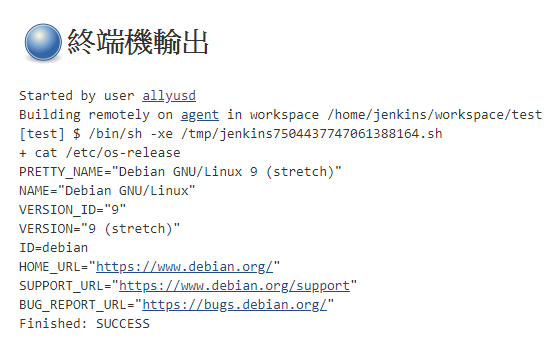 終端機輸出
Started by user allyusd
Building remotely on agent in workspace /home/jenkins/workspace/test
[test] $ /bin/sh -xe /tmp/jenkins7504437747061388164.sh
+ cat /etc/os-release
PRETTY_NAME="Debian GNU/Linux 9 (stretch)"
NAME="Debian GNU/Linux"
VERSION_ID="9"
VERSION="9 (stretch)"
ID=debian
HOME_URL="https://www.debian.org/"
SUPPORT_URL="https://www.debian.org/support"
BUG_REPORT_URL="https://bugs.debian.org/"
Finished: SUCCESS